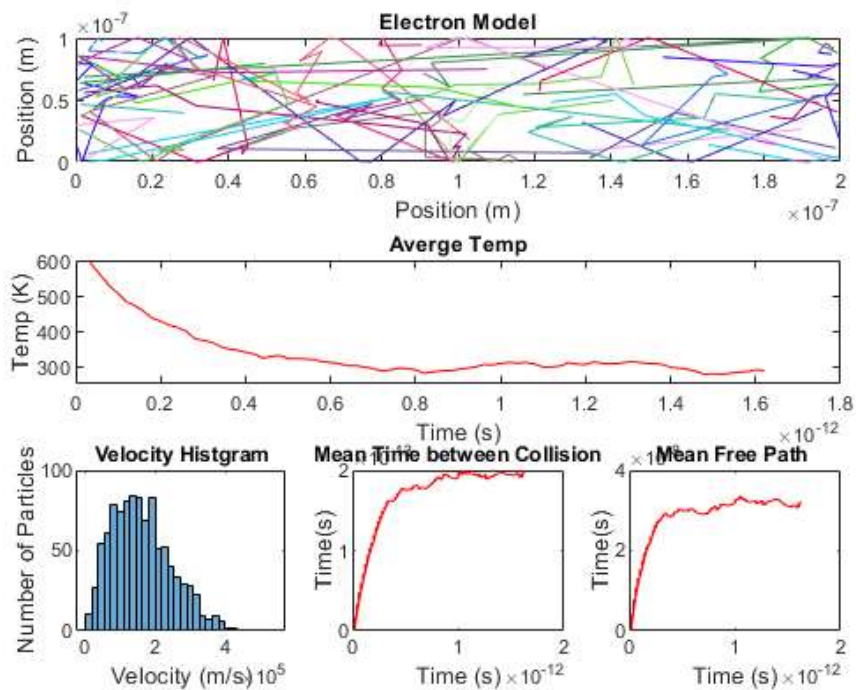 Electron Model
×10⁻⁷
1
0.5
0
Position (m)
0 0.2 0.4 0.6 0.8 1 1.2 1.4 1.6 1.8 2
Position (m)
×10⁻⁷
Averge Temp
600
500
400
300
Temp (K)
0 0.2 0.4 0.6 0.8 1 1.2 1.4 1.6 1.8
Time (s)
×10⁻¹²
Velocity Histgram
100
50
0
Number of Particles
0 2 4
Velocity (m/s)
10⁵
Mean Time between Collision
2
1
0
Time(s)
0 1 2
Time (s)
×10⁻¹²
Mean Free Path
4
2
0
Time(s)
0 1 2
Time (s)
×10⁻¹²